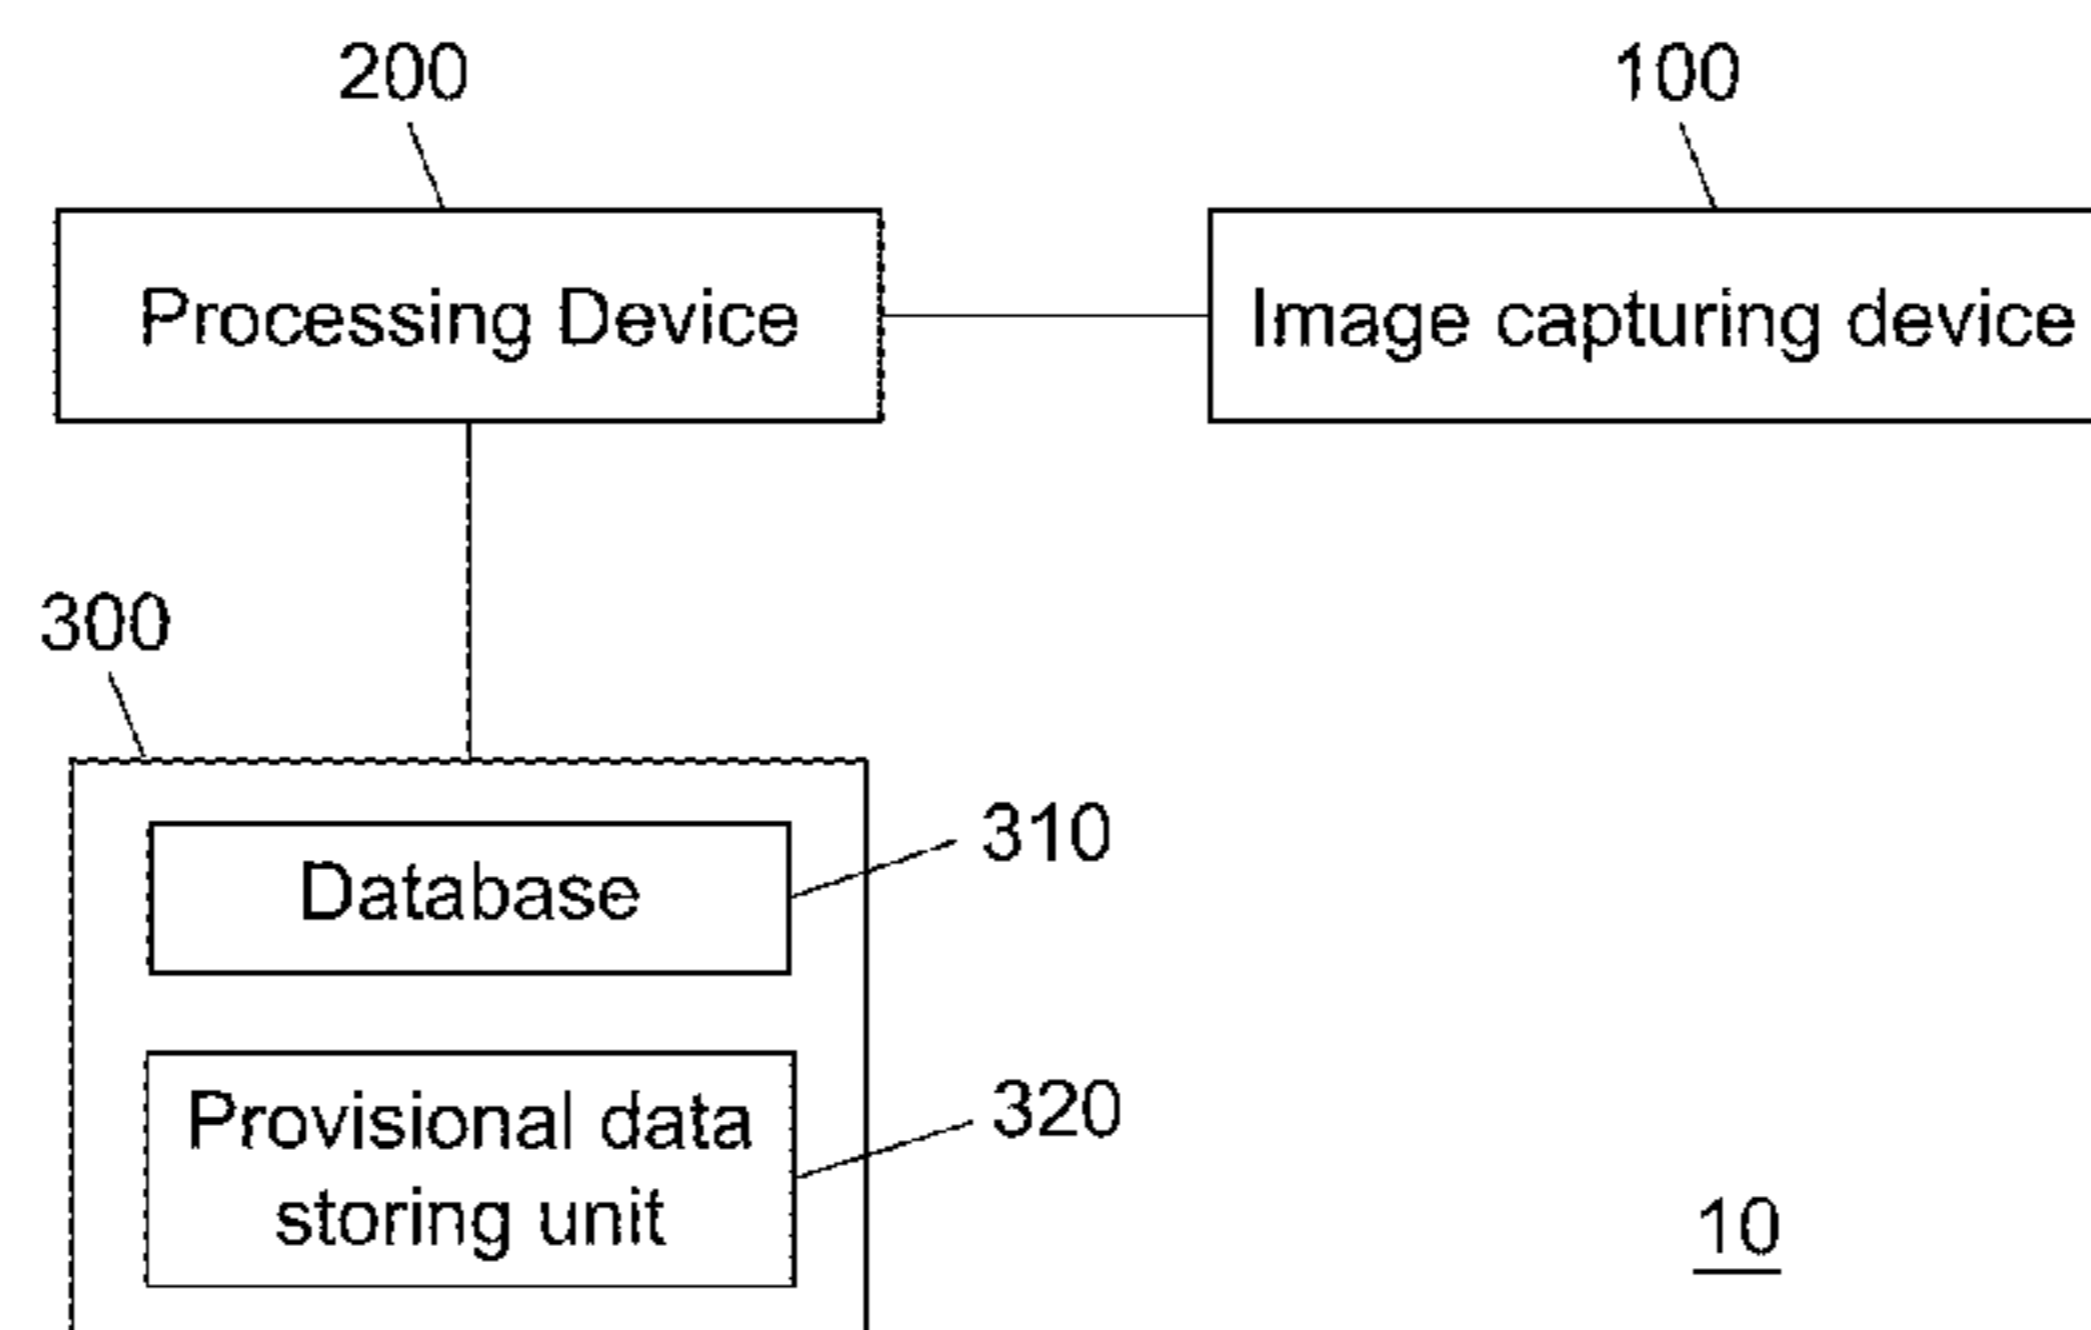 200
100
Processing Device
Image capturing device
300
Database
310
Provisional data
storing unit
320
10